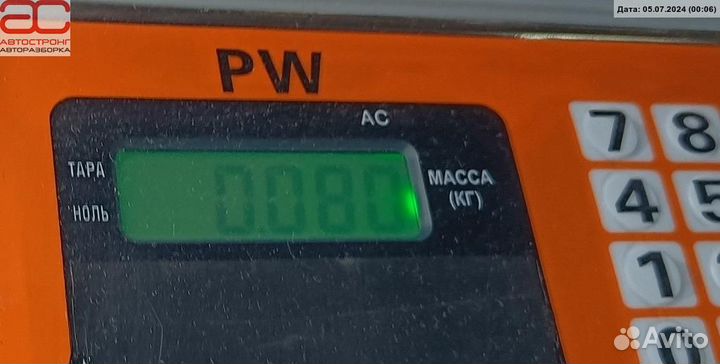 АС
АВТОСТРОНГ
АВТОРАЗБОРКА
Дата: 05.07.2024 (00:06)
PW
AC
ТАРА
НОЛЬ
0080
МАССА
(КГ)
7 8
4 5
1
0
Avito